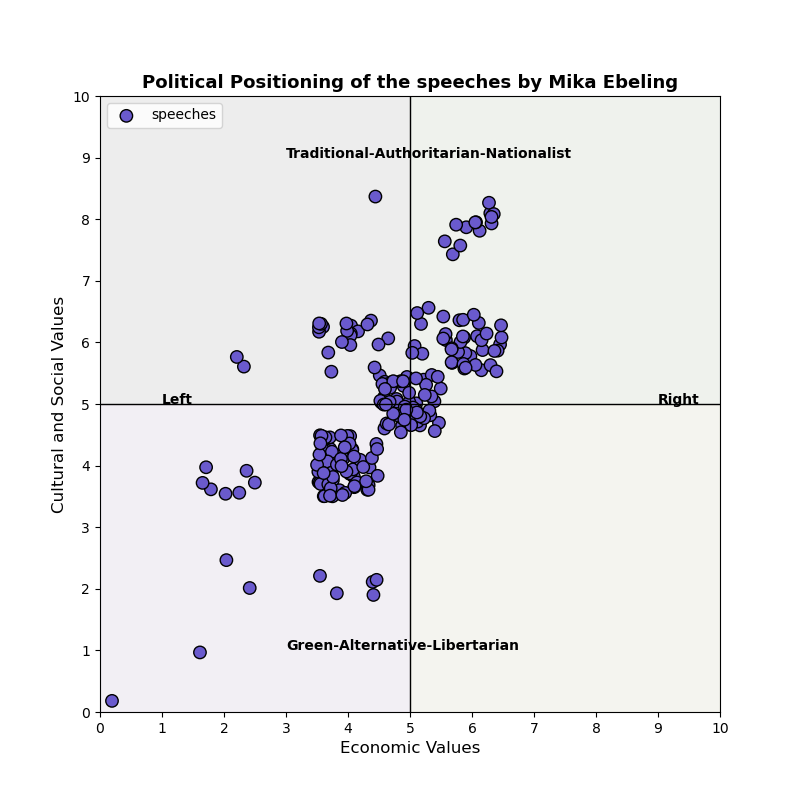 Political Positioning of the speeches by Mika Ebeling
speeches
Traditional-Authoritarian-Nationalist
Left
Right
Green-Alternative-Libertarian
Cultural and Social Values
10
9
8
7
6
5
4
3
2
1
0
0 1 2 3 4 5 6 7 8 9 10
Economic Values